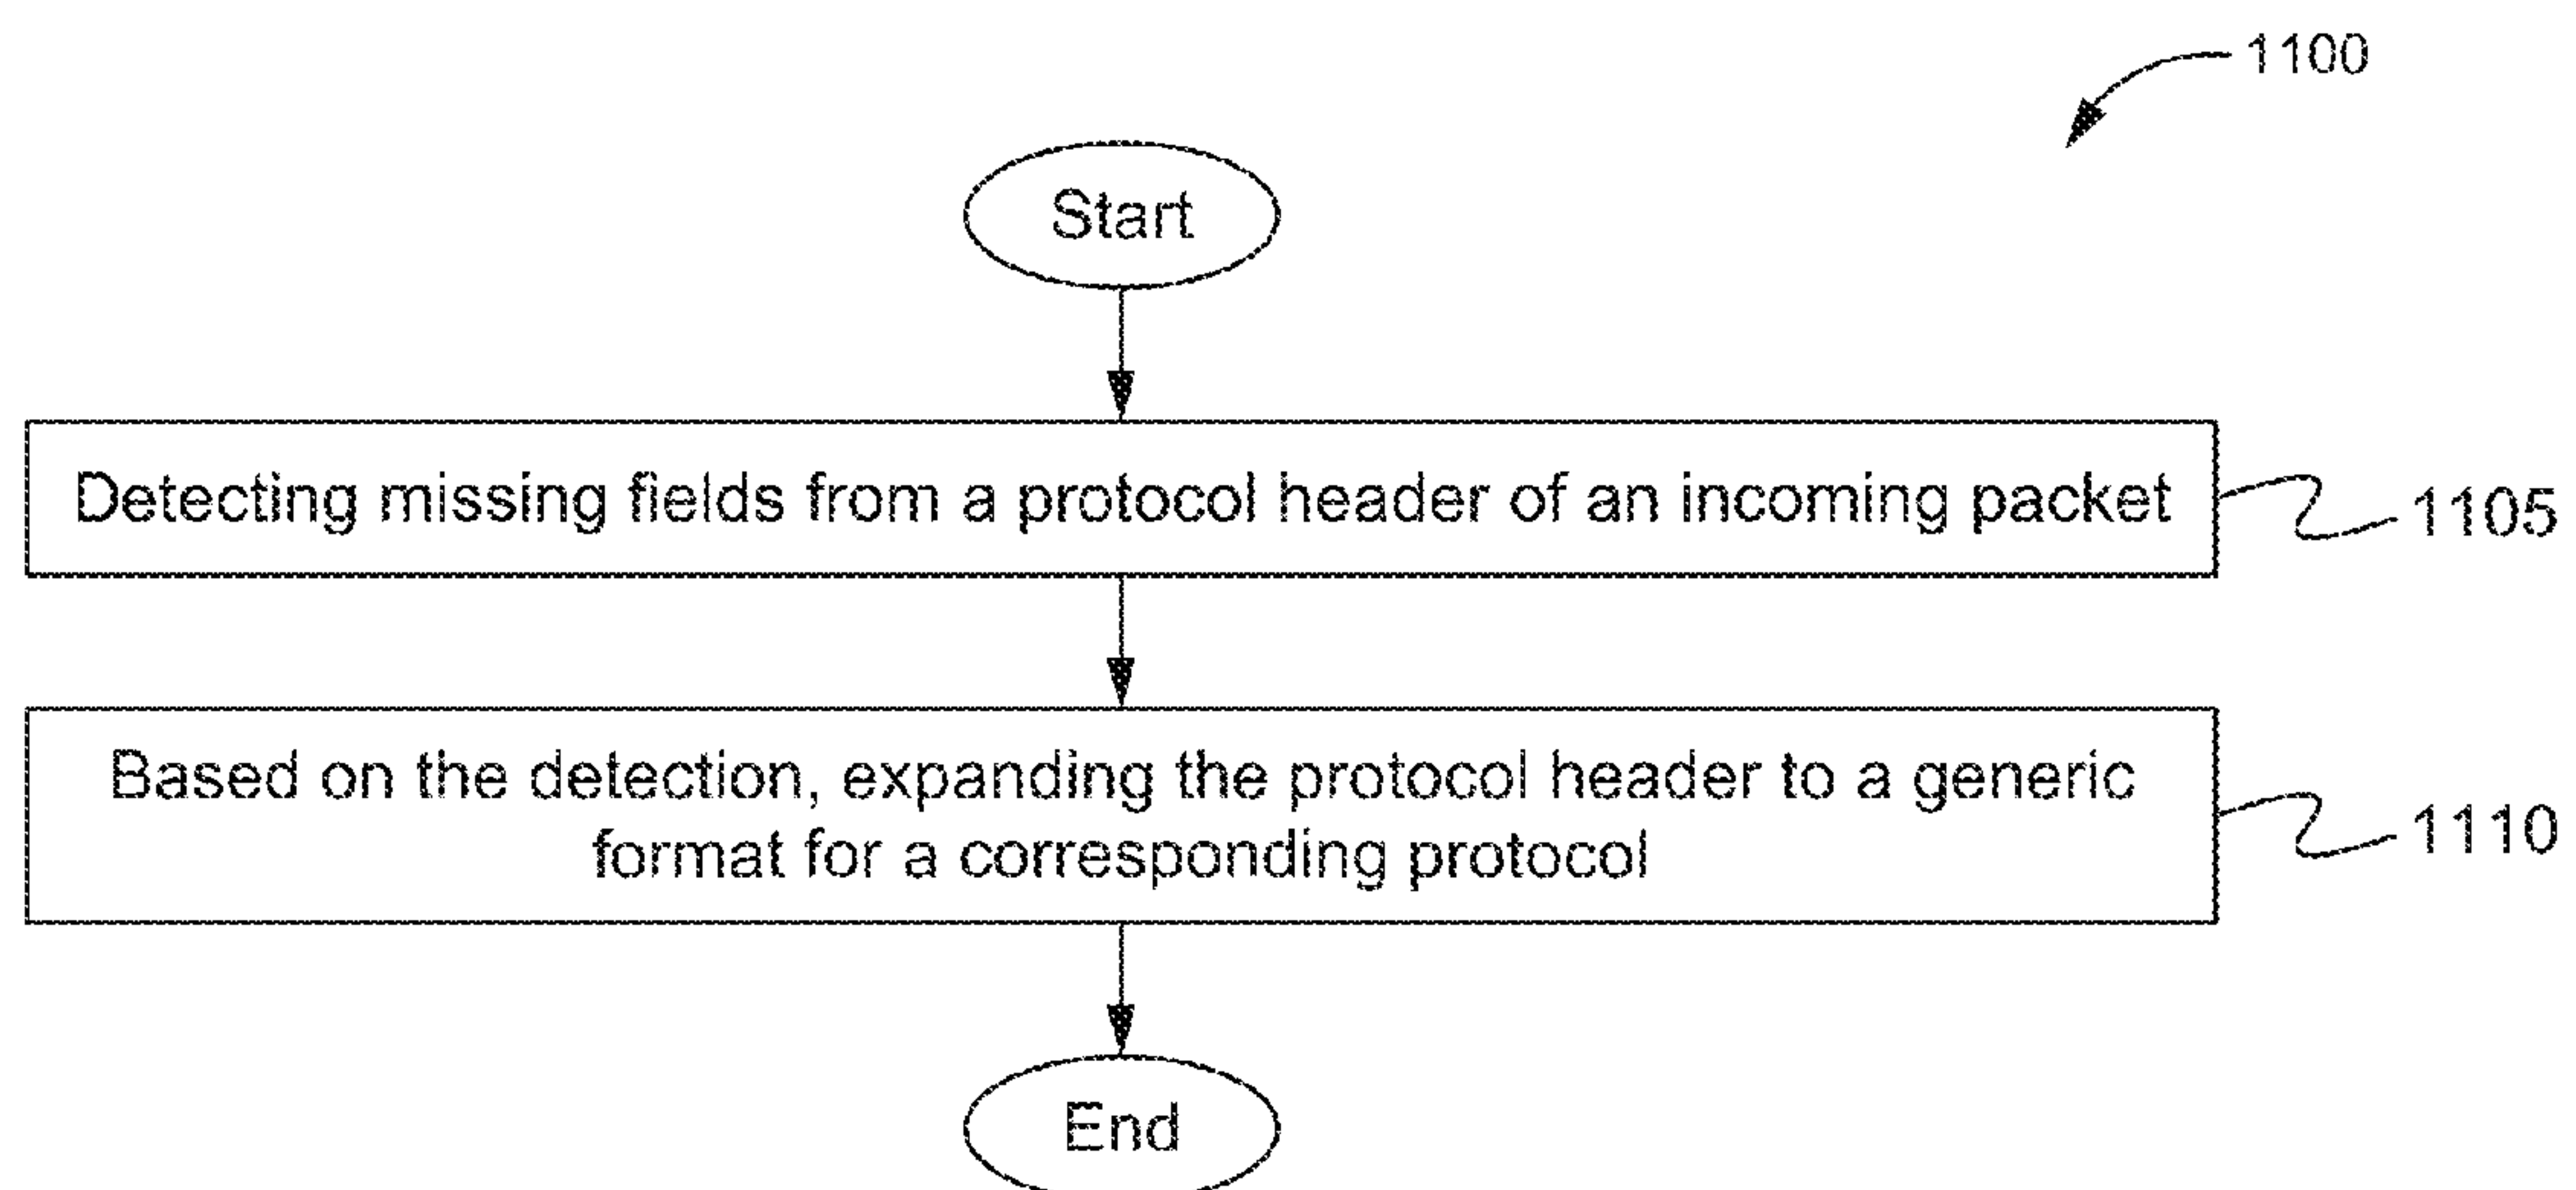 1100
Start
Detecting missing fields from a protocol header of an incoming packet
1105
Based on the detection, expanding the protocol header to a generic
format for a corresponding protocol
1110
End